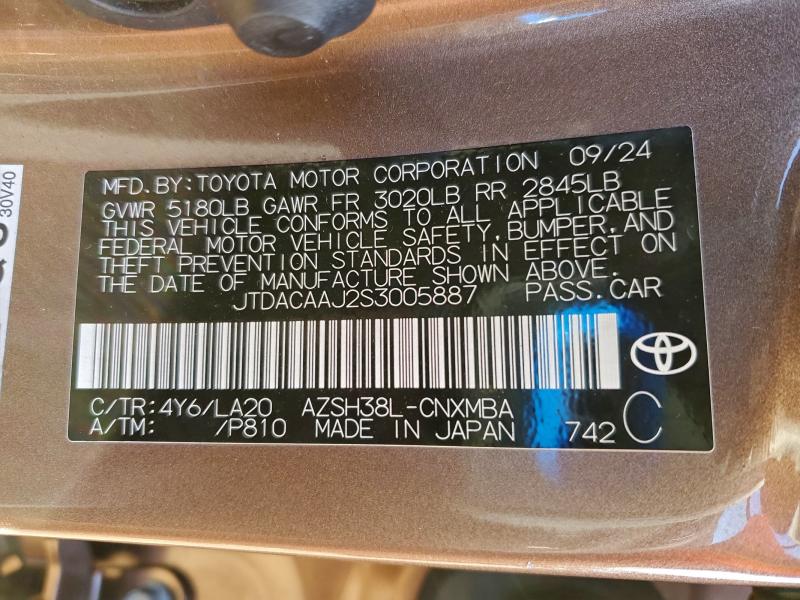 MFD.BY:TOYOTA MOTOR CORPORATION 09/24
GVWR 5180LB GAWR FR 3020LB RR 2845LB
THIS VEHICLE CONFORMS TO ALL APPLICABLE
FEDERAL MOTOR VEHICLE SAFETY,BUMPER,AND
THEFT PREVENTION STANDARDS IN EFFECT ON
THE DATE OF MANUFACTURE SHOWN ABOVE.
JTDACAAJ2S3005887 PASS.CAR
C/TR:4Y6/LA20 AZSH38L-CNXMBA
A/TM: /P810 MADE IN JAPAN 742 C
30V40